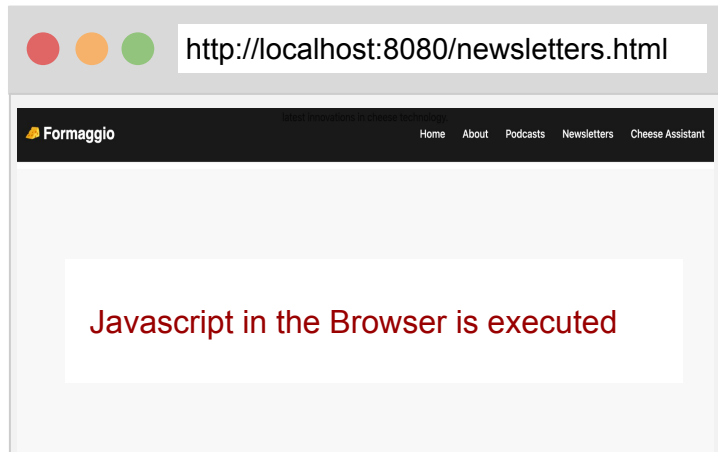 http://localhost:8080/newsletters.html
latest innovations in cheese technology.
Formaggio
Home About Podcasts Newsletters Cheese Assistant
Javascript in the Browser is executed